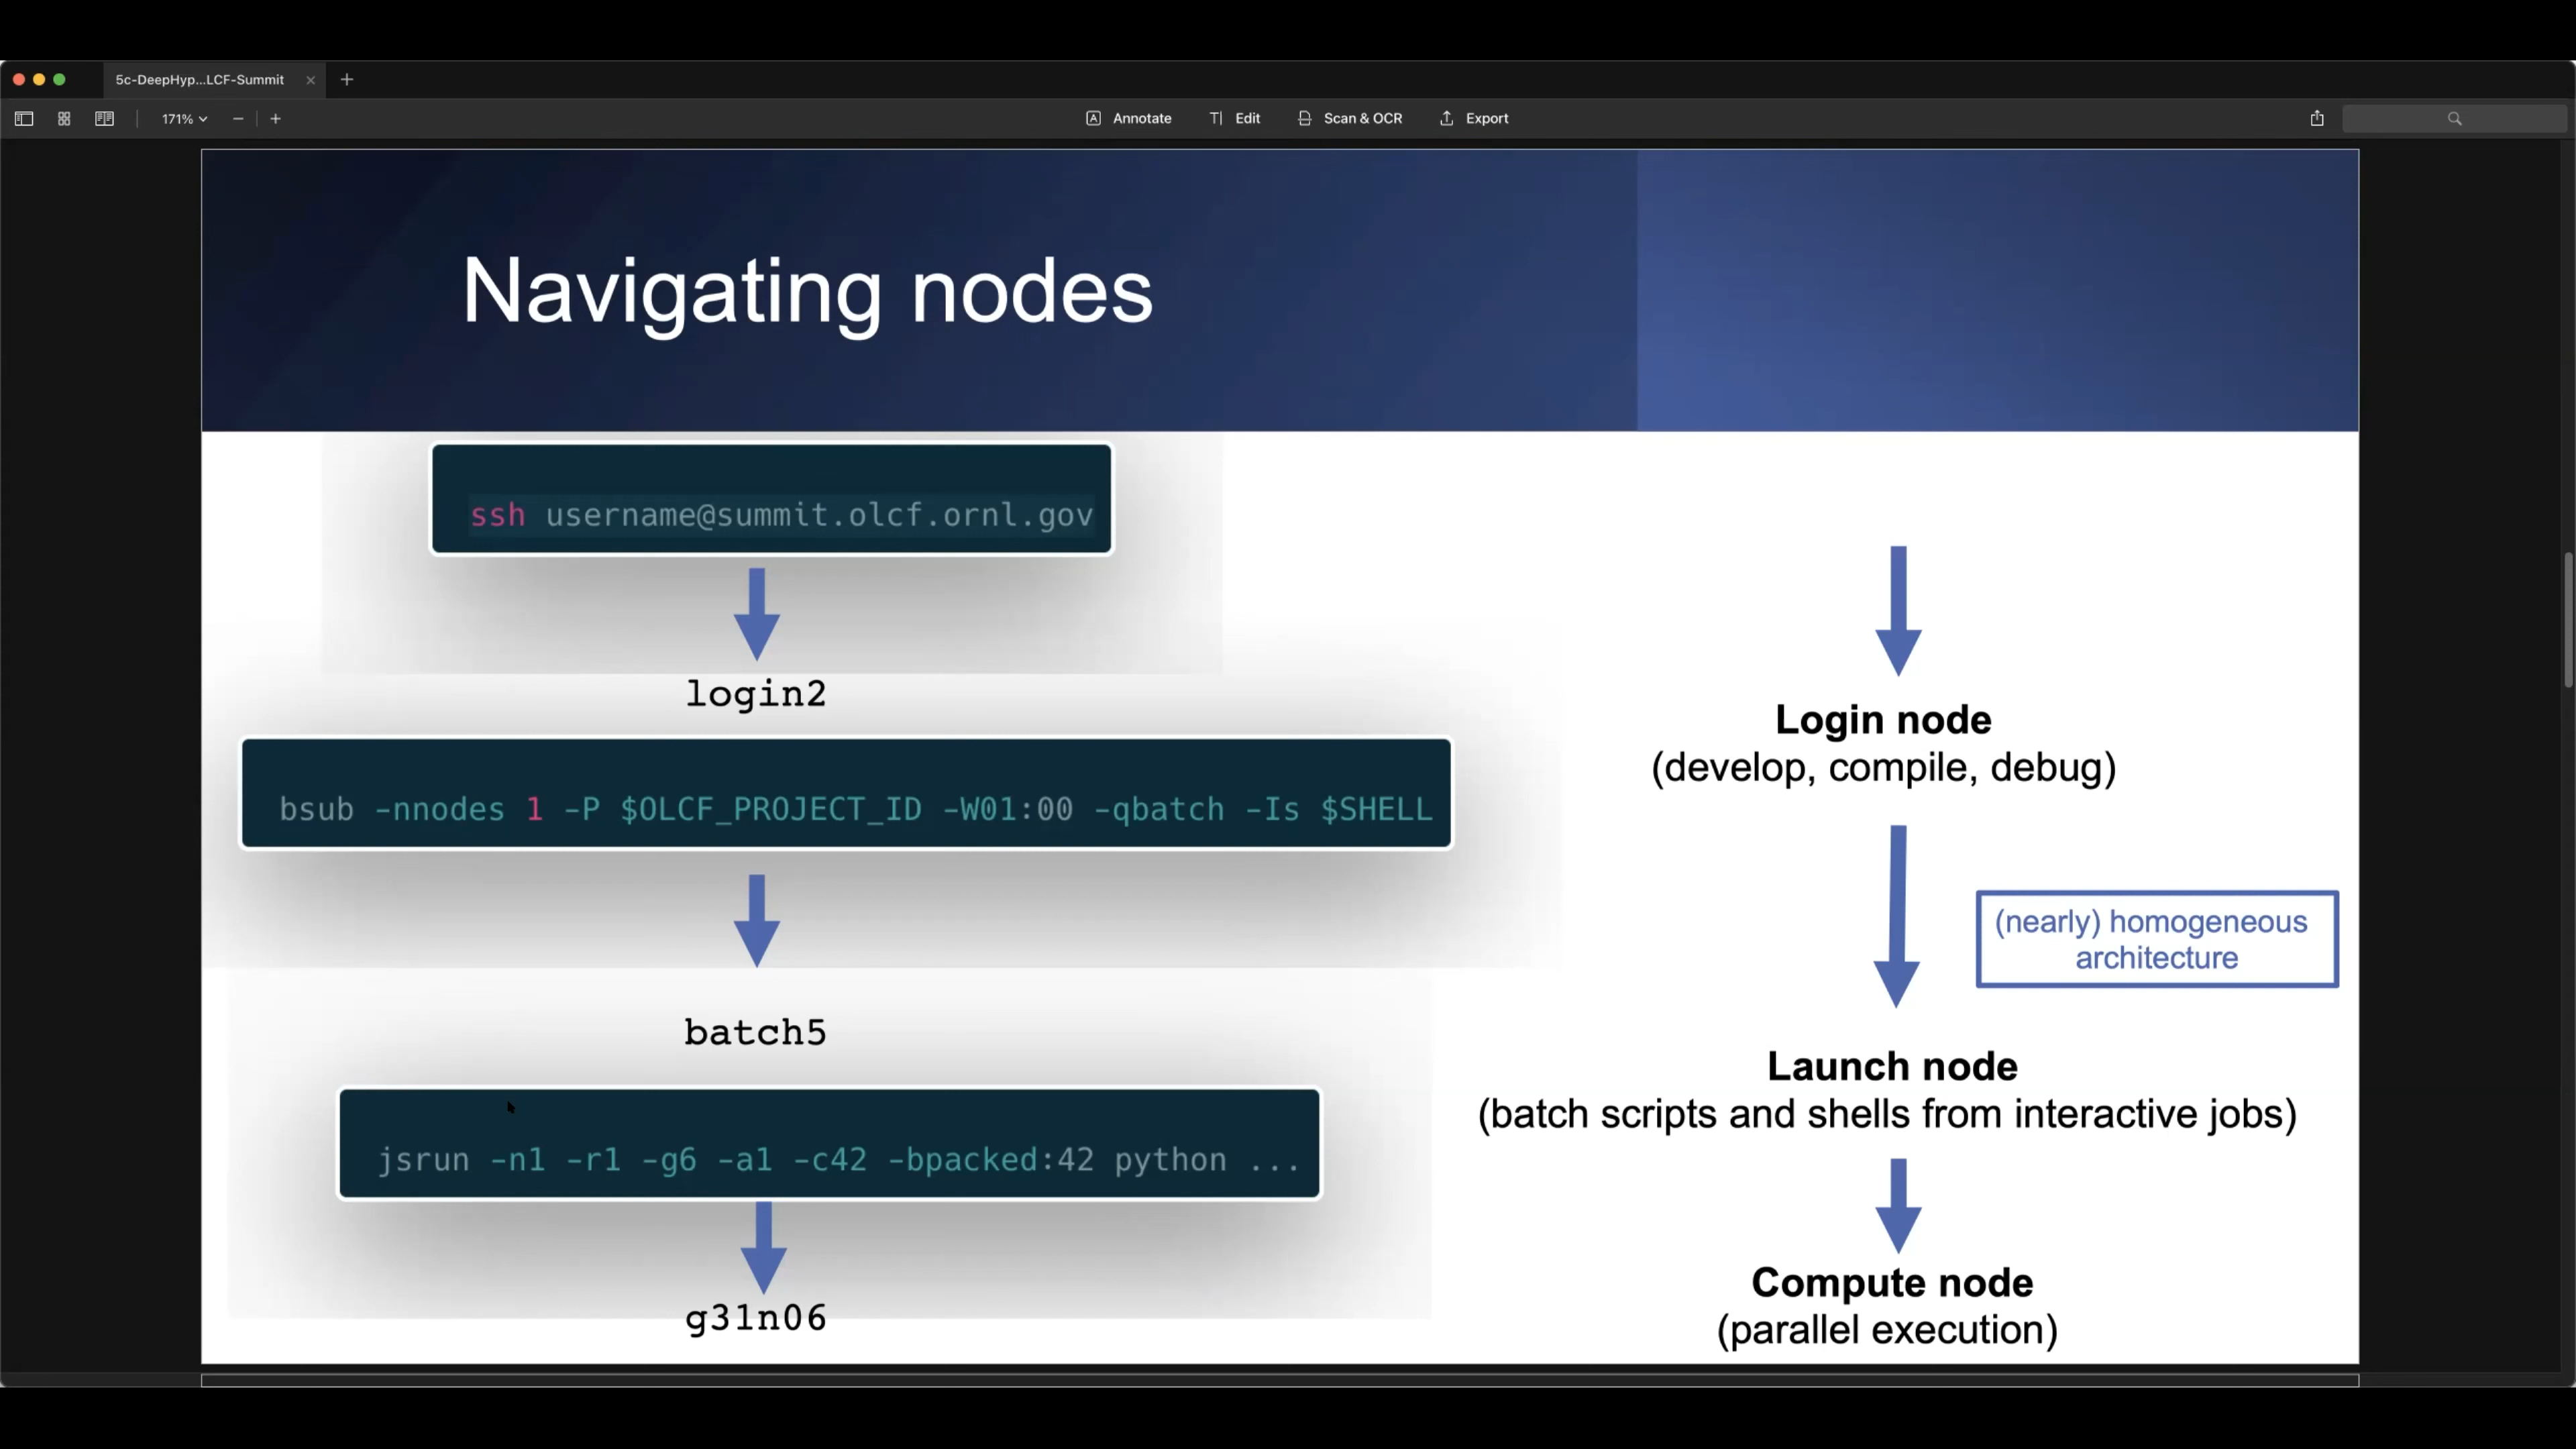 5c-DeepHyp...LCF-Summit
171%
Annotate
Edit
Scan & OCR
Export
Navigating nodes
ssh username@summit.olcf.ornl.gov
login2
bsub -nnodes 1 -P $OLCF_PROJECT_ID -W01:00 -qbatch -Is $SHELL
batch5
jsrun -n1 -r1 -g6 -a1 -c42 -bpacked:42 python ...
g31n06
Login node
(develop, compile, debug)
(nearly) homogeneous
architecture
Launch node
(batch scripts and shells from interactive jobs)
Compute node
(parallel execution)